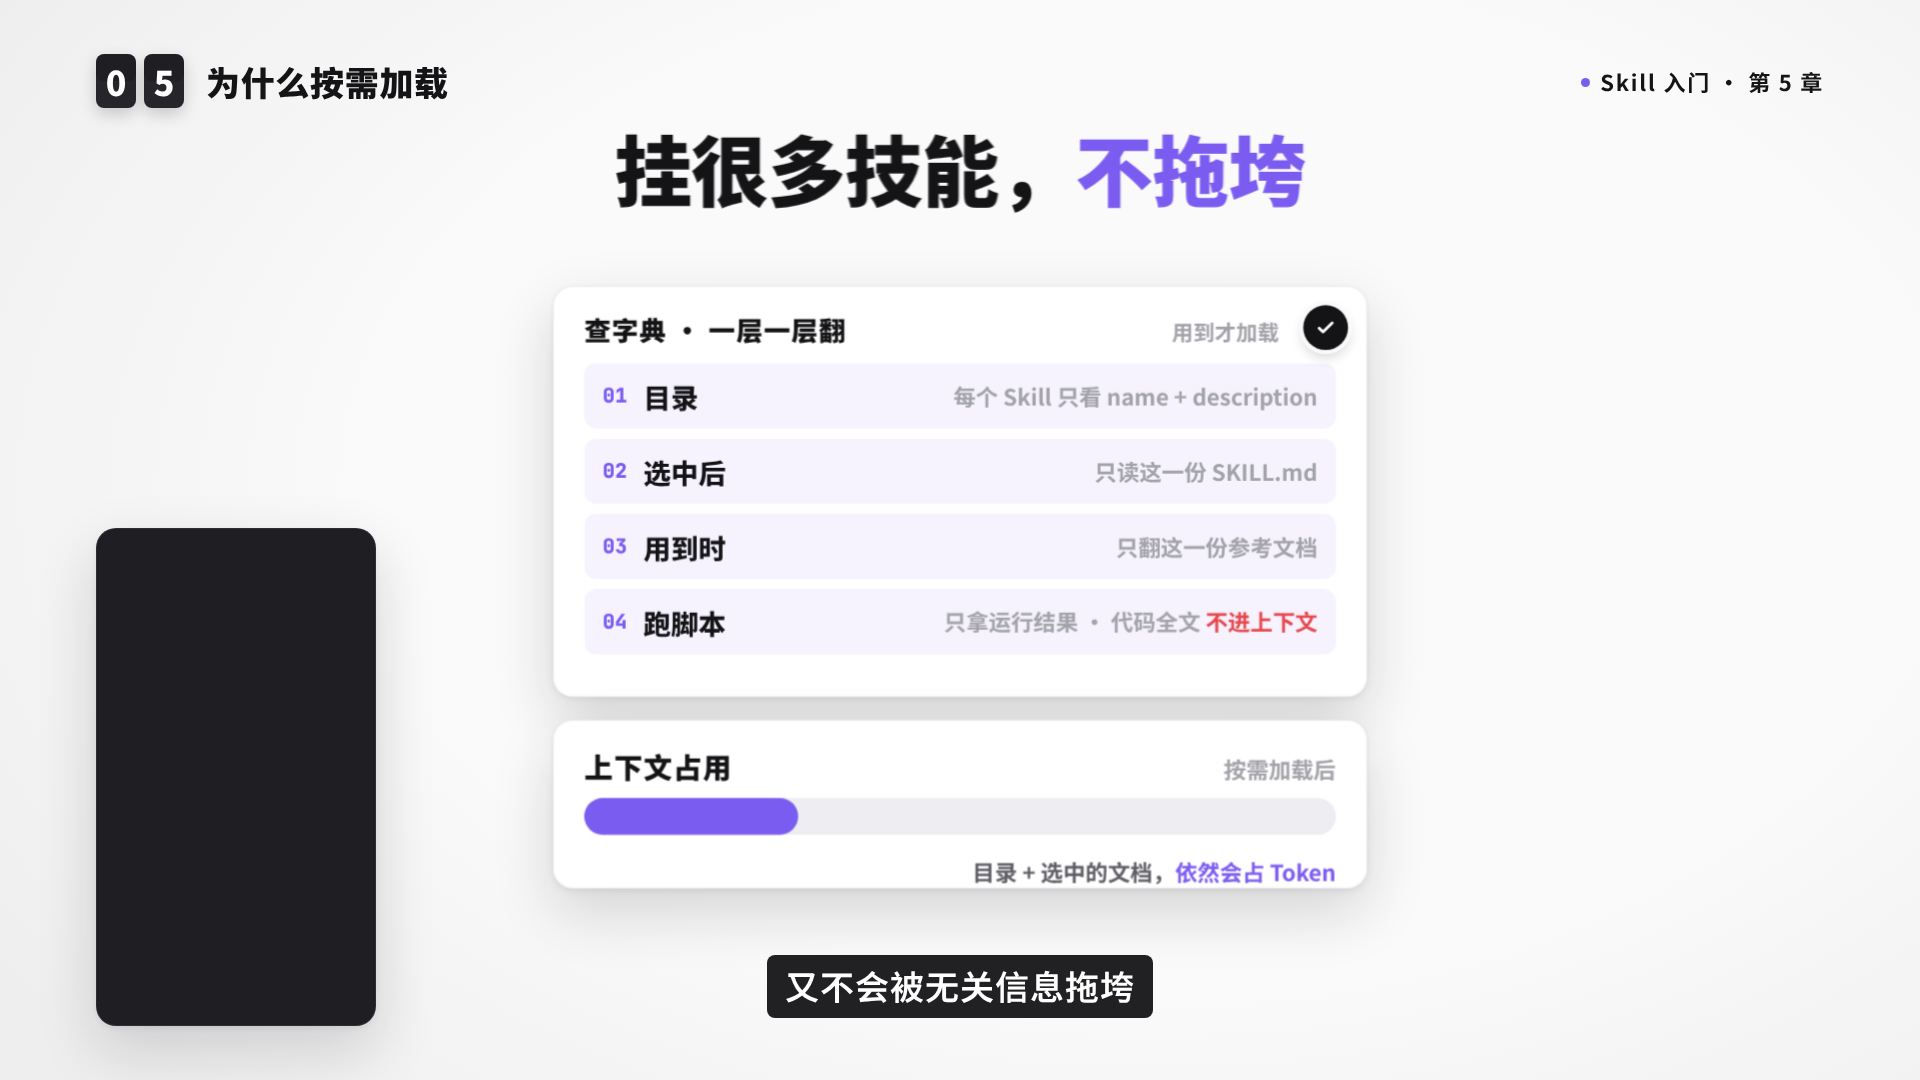 05 为什么按需加载
Skill 入门 · 第 5 章
挂很多技能，不拖垮
查字典 · 一层一层翻
用到才加载
01 目录 每个 Skill 只看 name + description
02 选中后 只读这一份 SKILL.md
03 用到时 只翻这一份参考文档
04 跑脚本 只拿运行结果 · 代码全文 不进上下文
上下文占用
按需加载后
目录 + 选中的文档，依然会占 Token
又不会被无关信息拖垮